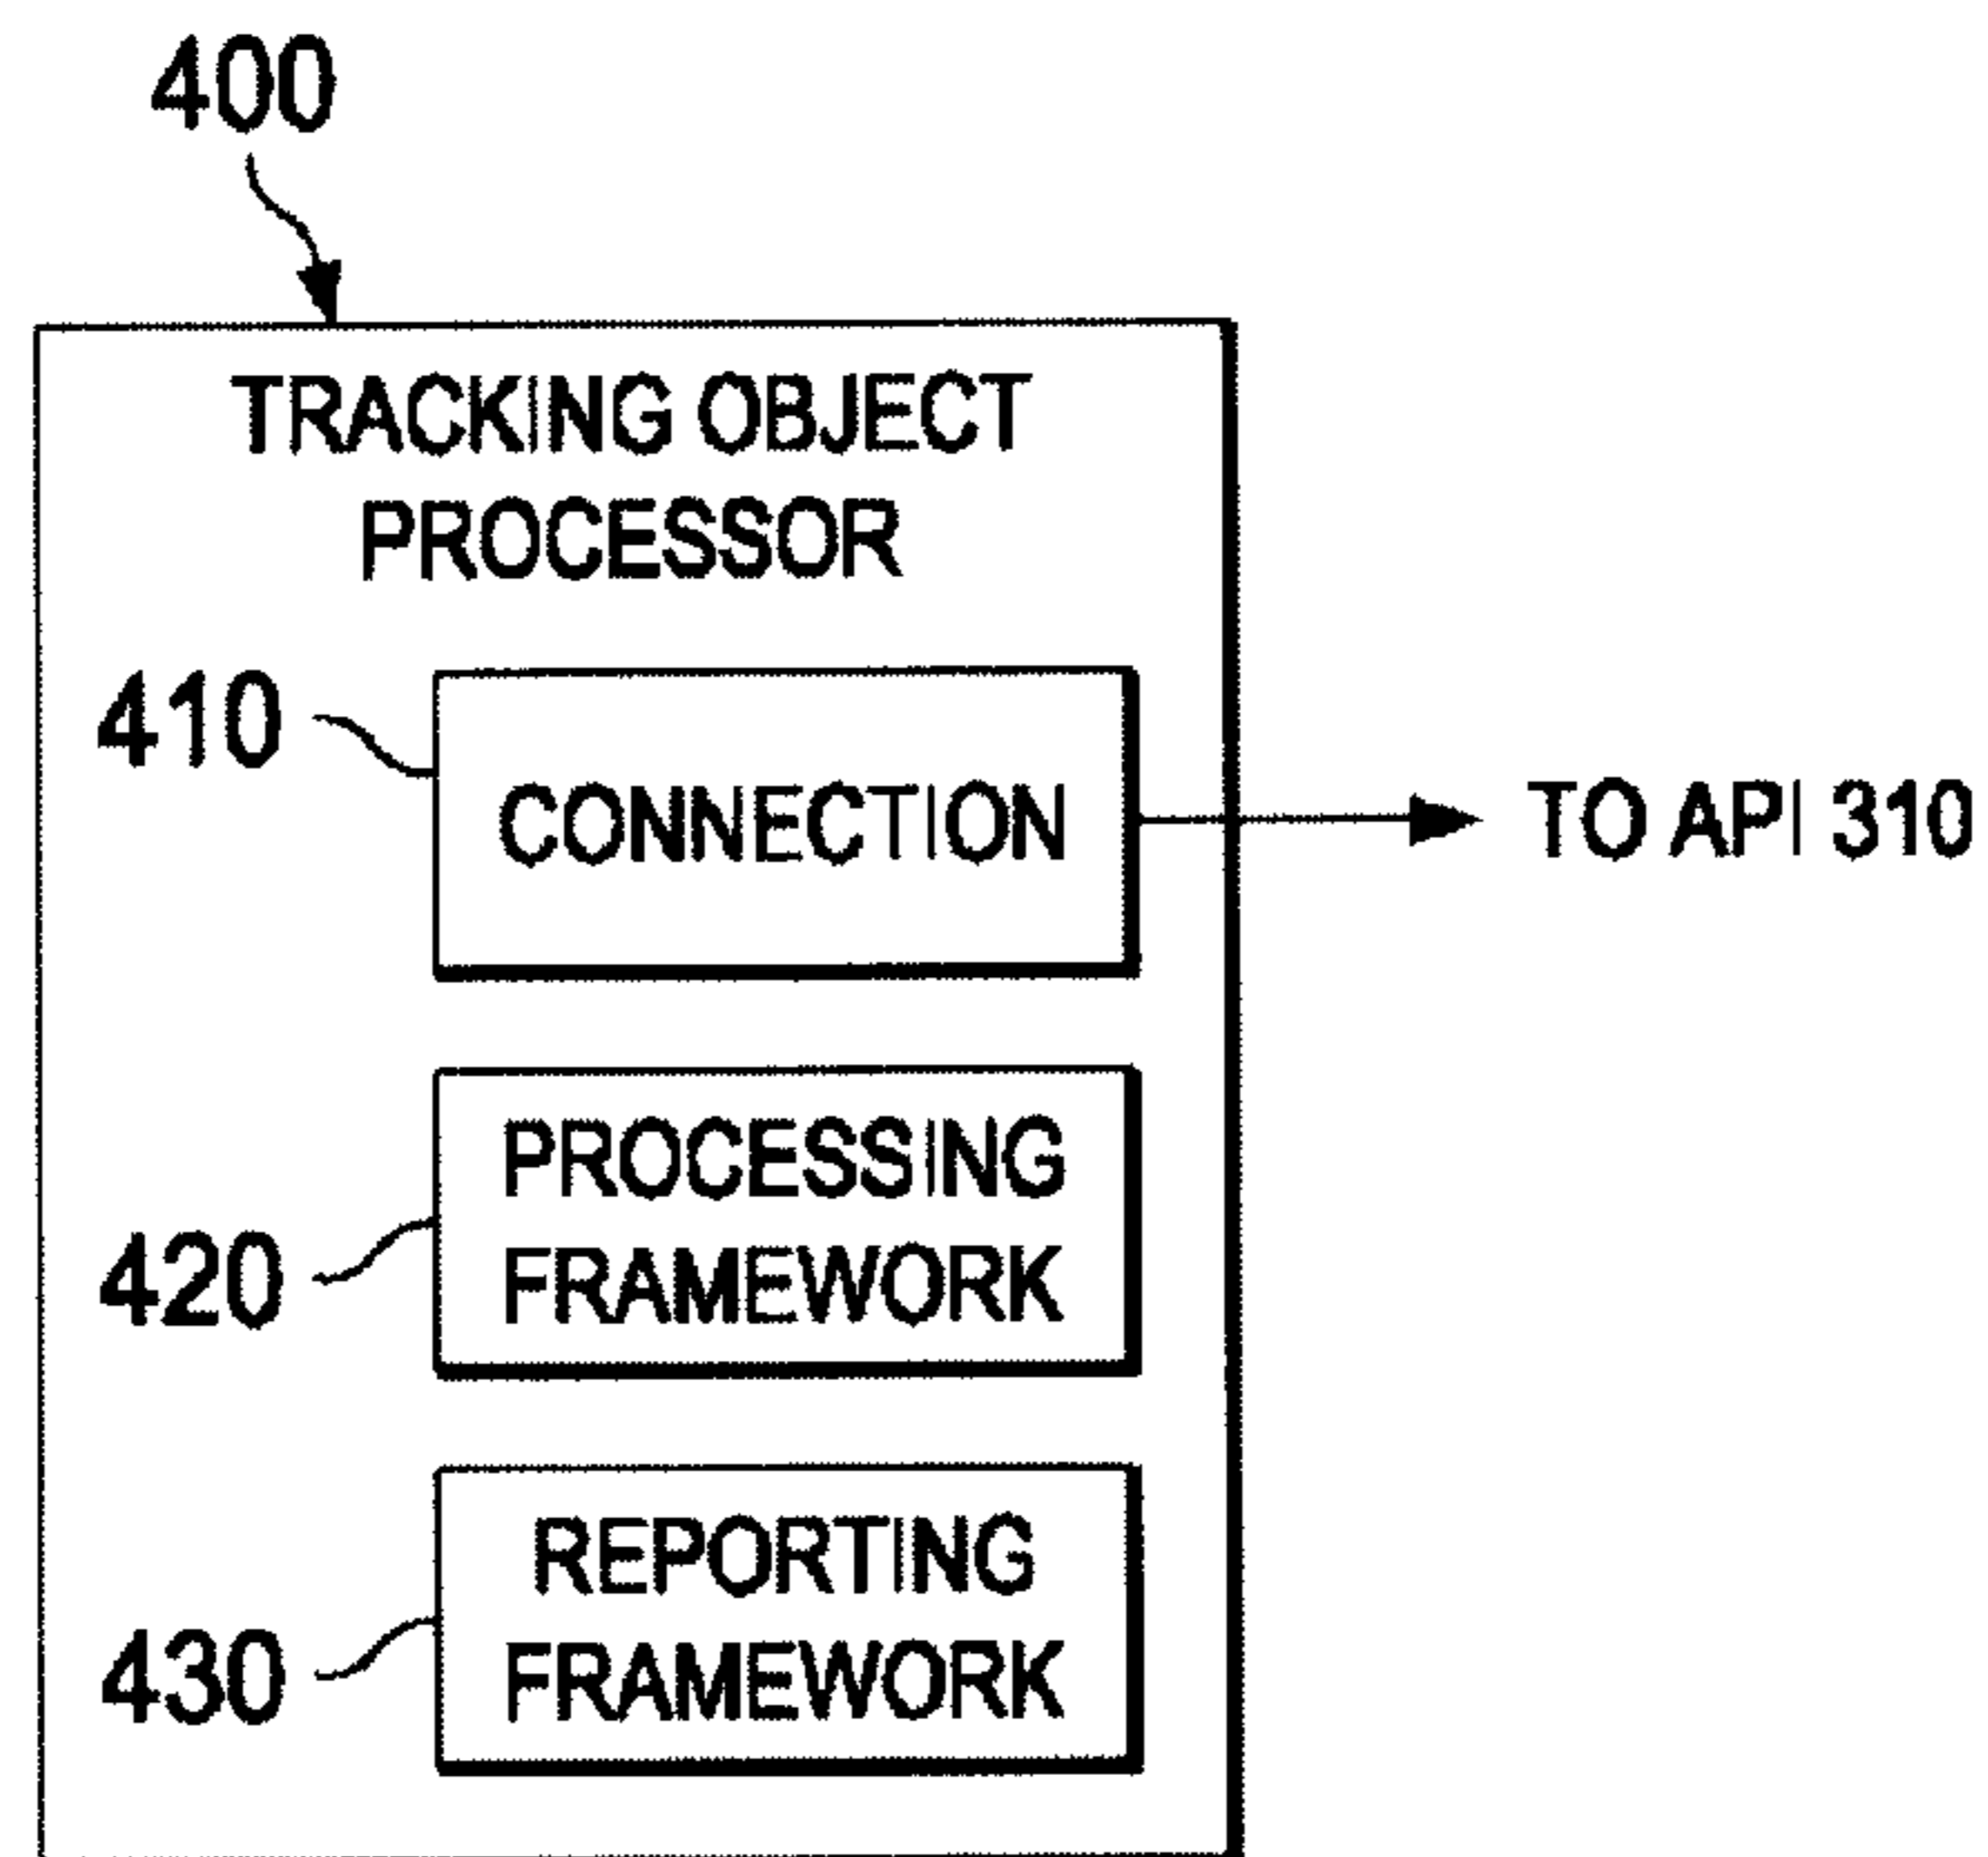 400
TRACKING OBJECT
PROCESSOR
410
CONNECTION
TO API 310
420
PROCESSING
FRAMEWORK
430
REPORTING
FRAMEWORK